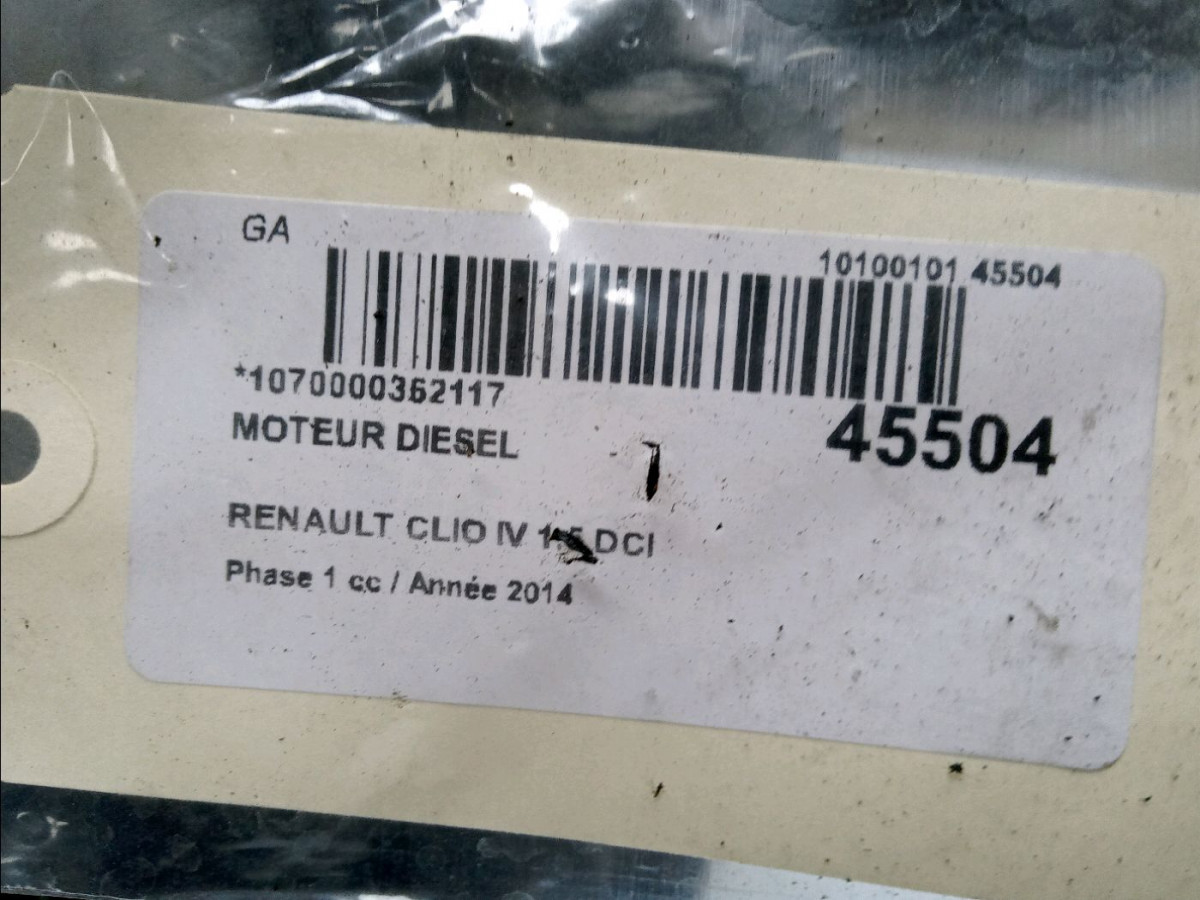 GA
10100101 45504
*1070000362117
45504
MOTEUR DIESEL
RENAULT CLIO IV 1.5 DCI
Phase 1 cc / Année 2014